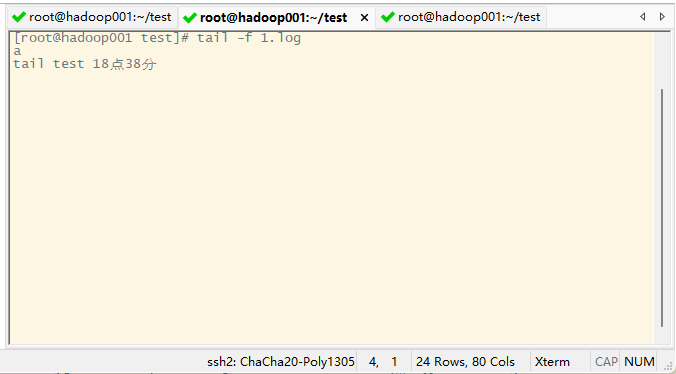 root@hadoop001:~/test
root@hadoop001:~/test
root@hadoop001:~/test
[root@hadoop001 test]# tail -f 1.log
a
tail test 18点38分
ssh2: ChaCha20-Poly1305 4, 1 24 Rows, 80 Cols Xterm CAP NUM